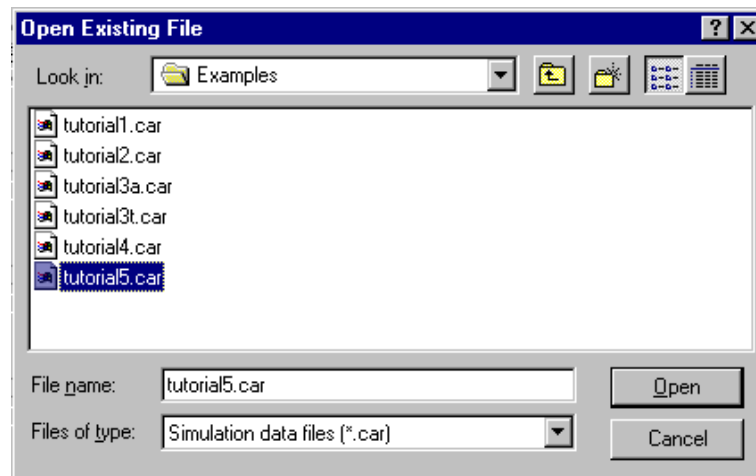 Open Existing File
Look in: Examples
tutorial1.car
tutorial2.car
tutorial3a.car
tutorial3t.car
tutorial4.car
tutorial5.car
File name: tutorial5.car Open
Files of type: Simulation data files (*.car) Cancel